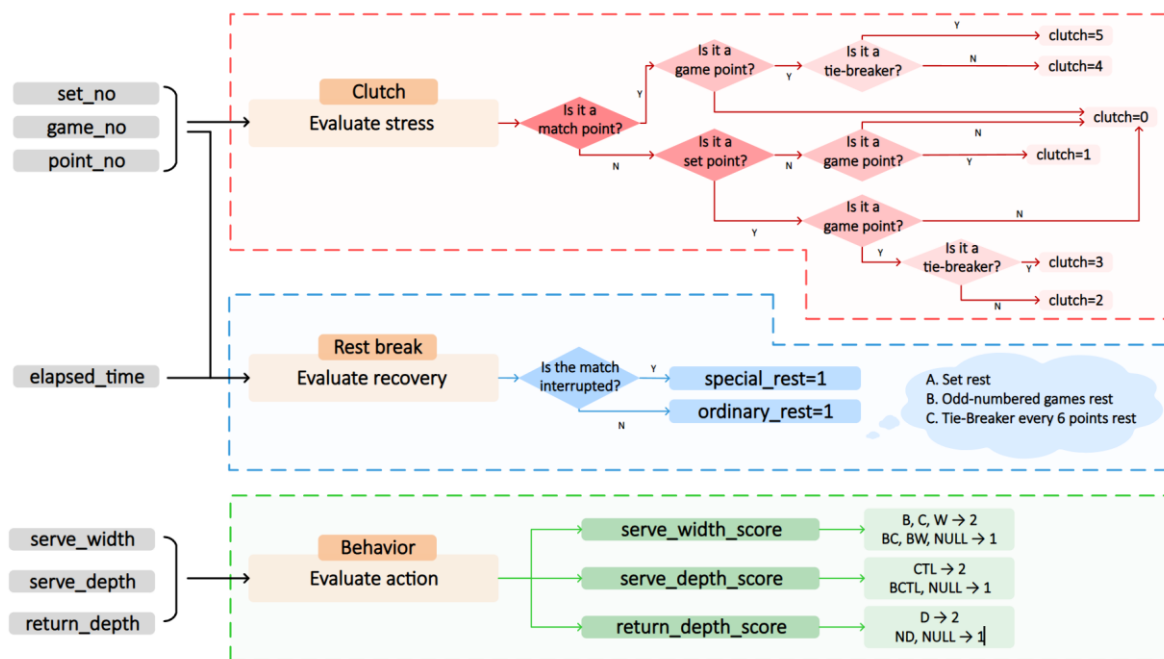 set_no
game_no
point_no
Clutch
Evaluate stress
Is it a
match point?
Y
N
Is it a
game point?
Y
Is it a
tie-breaker?
Y
clutch=5
N
clutch=4
clutch=0
Is it a
set point?
N
Is it a
game point?
N
Y
clutch=1
Y
Is it a
game point?
N
Y
Is it a
tie-breaker?
Y
clutch=3
N
clutch=2
elapsed_time
Rest break
Evaluate recovery
Is the match
interrupted?
Y
special_rest=1
N
ordinary_rest=1
A. Set rest
B. Odd-numbered games rest
C. Tie-Breaker every 6 points rest
serve_width
serve_depth
return_depth
Behavior
Evaluate action
serve_width_score
B, C, W → 2
BC, BW, NULL → 1
serve_depth_score
CTL → 2
BCTL, NULL → 1
return_depth_score
D → 2
ND, NULL → 1